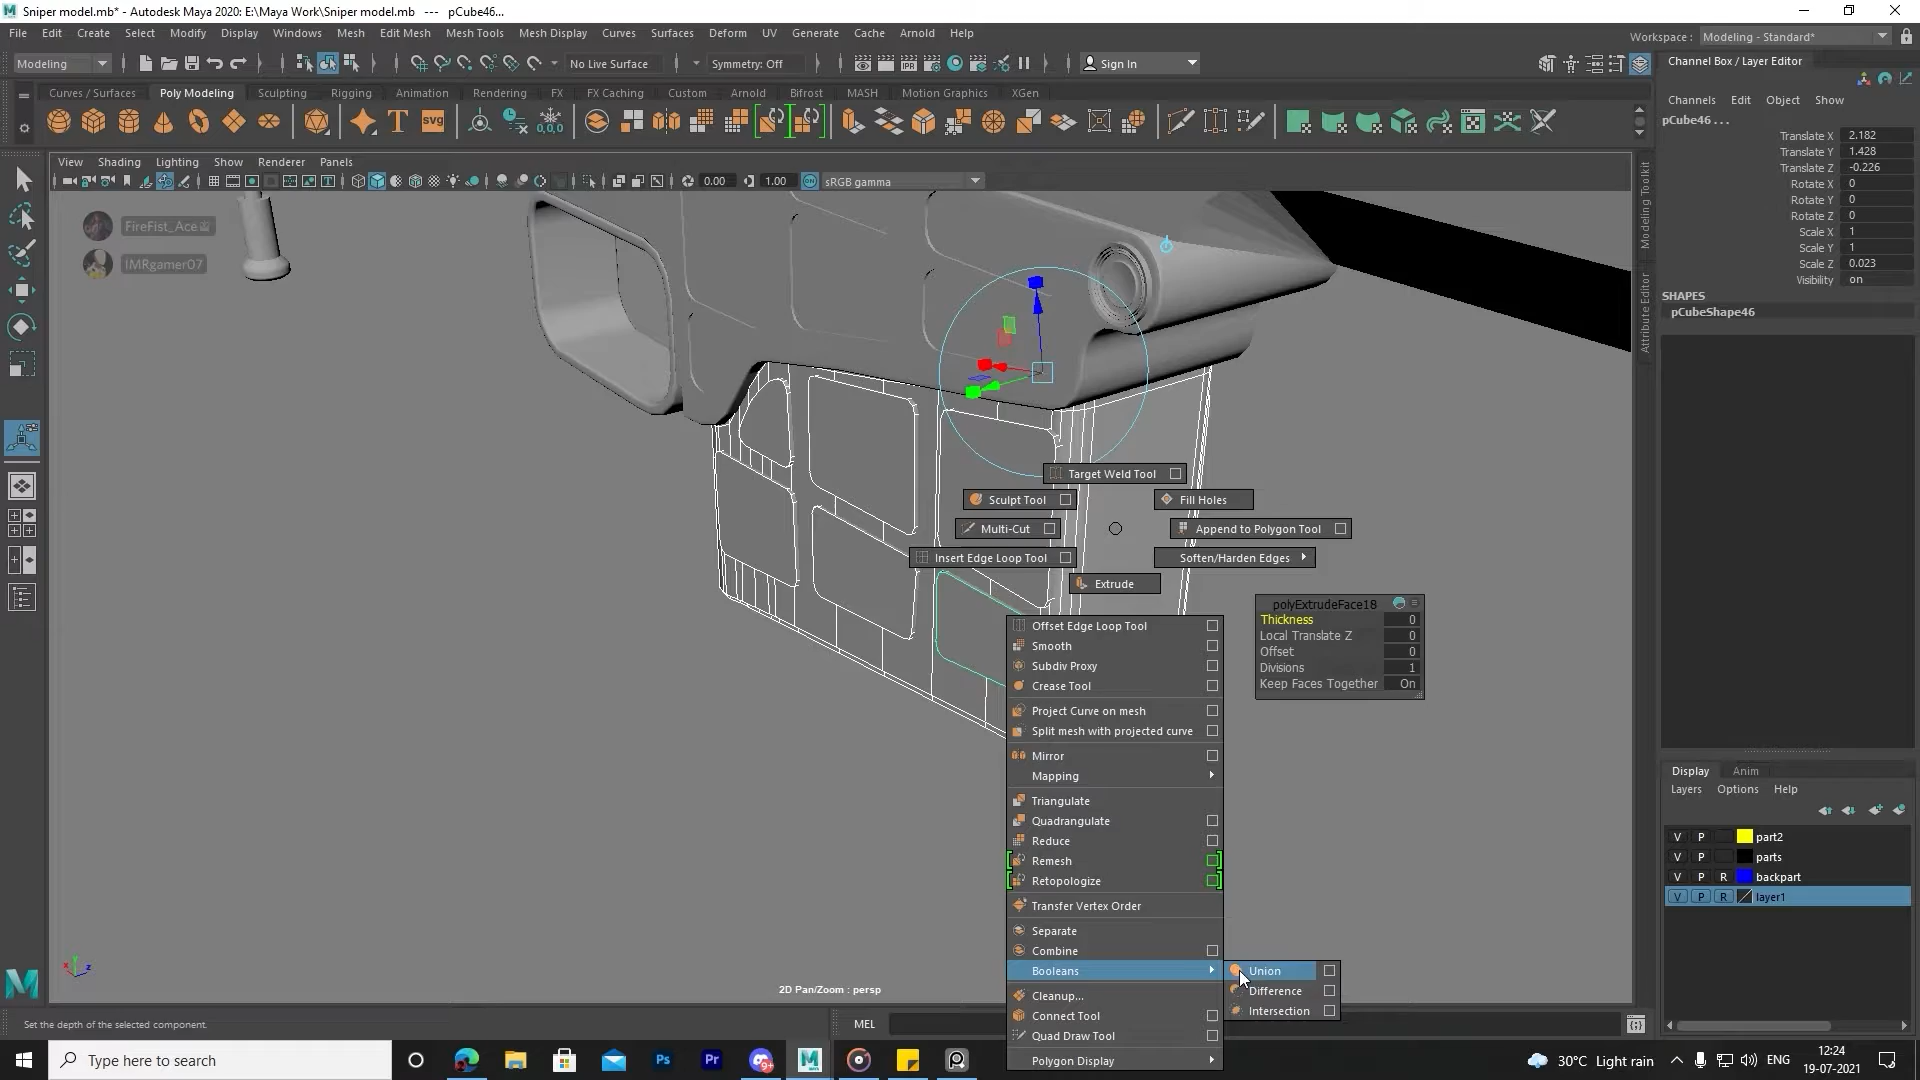 Sniper model.mb* - Autodesk Maya 2020: E:\Maya Work\Sniper model.mb   ---   pCube46...
File Edit Create Select Modify Display Windows Mesh Edit Mesh Mesh Tools Mesh Display Curves Surfaces Deform UV Generate Cache Arnold Help
Workspace : Modeling - Standard*
Modeling No Live Surface Symmetry: Off Sign In
Curves / Surfaces Poly Modeling Sculpting Rigging Animation Rendering FX FX Caching Custom Arnold Bifrost MASH Motion Graphics XGen
SVG
View Shading Lighting Show Renderer Panels
0.00 1.00 sRGB gamma
FireFist_Ace
IMRgamer07
Target Weld Tool
Sculpt Tool Fill Holes
Multi-Cut Append to Polygon Tool
Insert Edge Loop Tool Soften/Harden Edges
Extrude
Offset Edge Loop Tool
Smooth
Subdiv Proxy
Crease Tool
Project Curve on mesh
Split mesh with projected curve
Mirror
Mapping
Triangulate
Quadrangulate
Reduce
Remesh
Retopologize
Transfer Vertex Order
Separate
Combine
Booleans
Cleanup...
Connect Tool
Quad Draw Tool
Polygon Display
Union
Difference
Intersection
polyExtrudeFace18
Thickness 0
Local Translate Z 0
Offset 0
Divisions 1
Keep Faces Together On
2D Pan/Zoom : persp
Channel Box / Layer Editor
Channels Edit Object Show
pCube46 . . .
Translate X 2.182
Translate Y 1.428
Translate Z -0.226
Rotate X 0
Rotate Y 0
Rotate Z 0
Scale X 1
Scale Y 1
Scale Z 0.023
Visibility on
SHAPES
pCubeShape46
Modeling Toolkit
Attribute Editor
Display Anim
Layers Options Help
V P part2
V P parts
V P R backpart
V P R layer1
Set the depth of the selected component.
MEL
Type here to search
Ps
Pr
30°C Light rain
ENG
12:24
19-07-2021